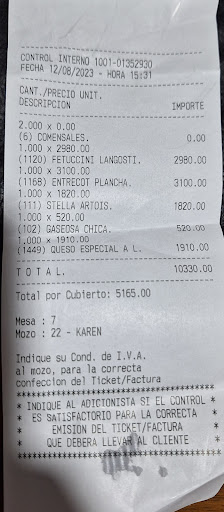 CONTROL INTERNO 1001-01352930
FECHA 12/08/2023 - HORA 15:31
CANT./PRECIO UNIT.
DESCRIPCION IMPORTE
2.000 x 0.00
(6) COMENSALES. 0.00
1.000 x 2980.00
(1120) FETUCCINI LANGOSTI. 2980.00
1.000 x 3100.00
(1168) ENTRECOT PLANCHA. 3100.00
1.000 x 1820.00
(111) STELLA ARTOIS. 1820.00
1.000 x 520.00
(102) GASEOSA CHICA. 520.00
1.000 x 1910.00
(1449) QUESO ESPECIAL A L. 1910.00
T O T A L. 10330.00
Total por Cubierto: 5165.00
Mesa : 7
Mozo : 22 - KAREN
Indique su Cond. de I.V.A.
al mozo, para la correcta
confeccion del Ticket/Factura
* INDIQUE AL ADICIONISTA SI EL CONTROL *
* ES SATISFACTORIO PARA LA CORRECTA *
* EMISION DEL TICKET/FACTURA *
* QUE DEBERA LLEVAR AL CLIENTE *